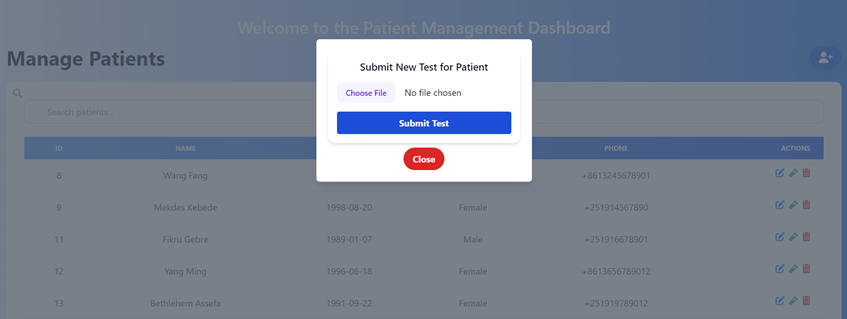 Welcome to the Patient Management Dashboard
Manage Patients
Submit New Test for Patient
Choose File No file chosen
Submit Test
Close
Search patients...
ID NAME PHONE ACTIONS
8 Wang Fang +8613245678901
9 Mekdes Kebede 1998-08-20 Female +251914567890
11 Fikru Gebre 1989-01-07 Male +251916678901
12 Yang Ming 1996-06-18 Female +8613656789012
13 Bethlehem Assefa 1991-09-22 Female +251919789012